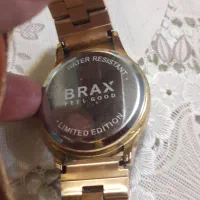 WATER RESISTANT
BRAX
FEEL GOOD
· LIMITED EDITION ·